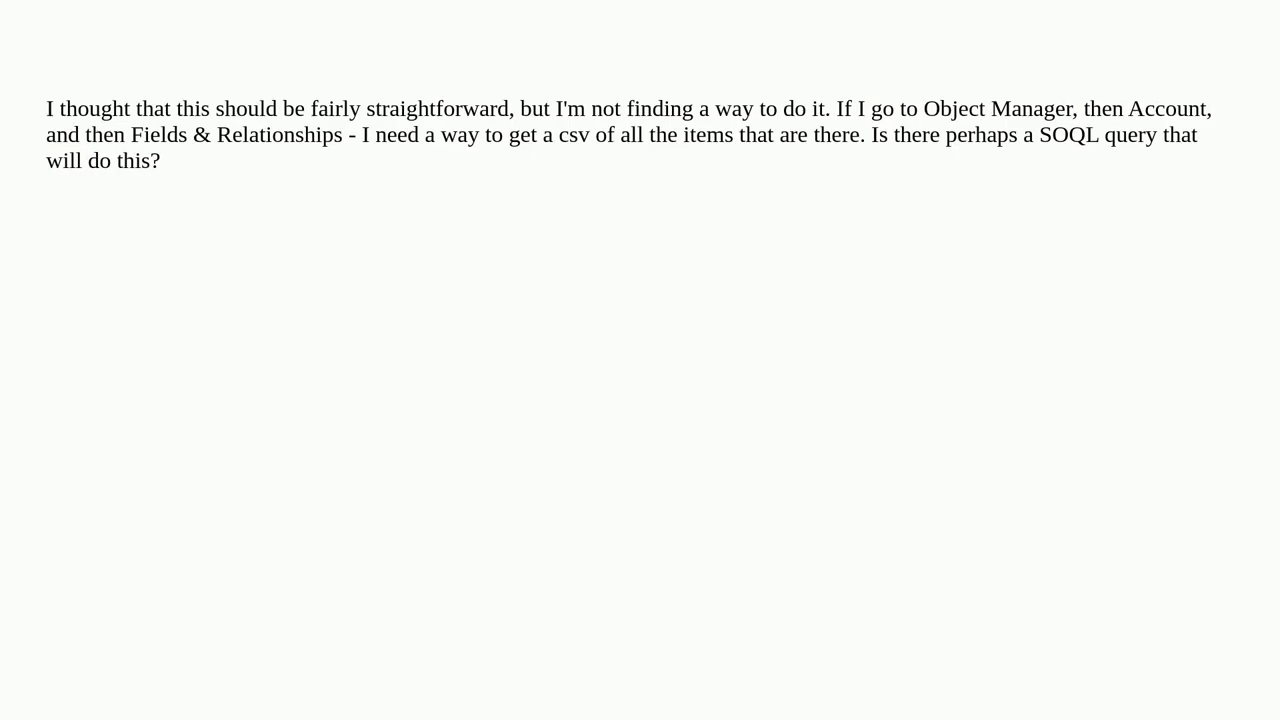 I thought that this should be fairly straightforward, but I'm not finding a way to do it. If I go to Object Manager, then Account,
and then Fields & Relationships - I need a way to get a csv of all the items that are there. Is there perhaps a SOQL query that
will do this?